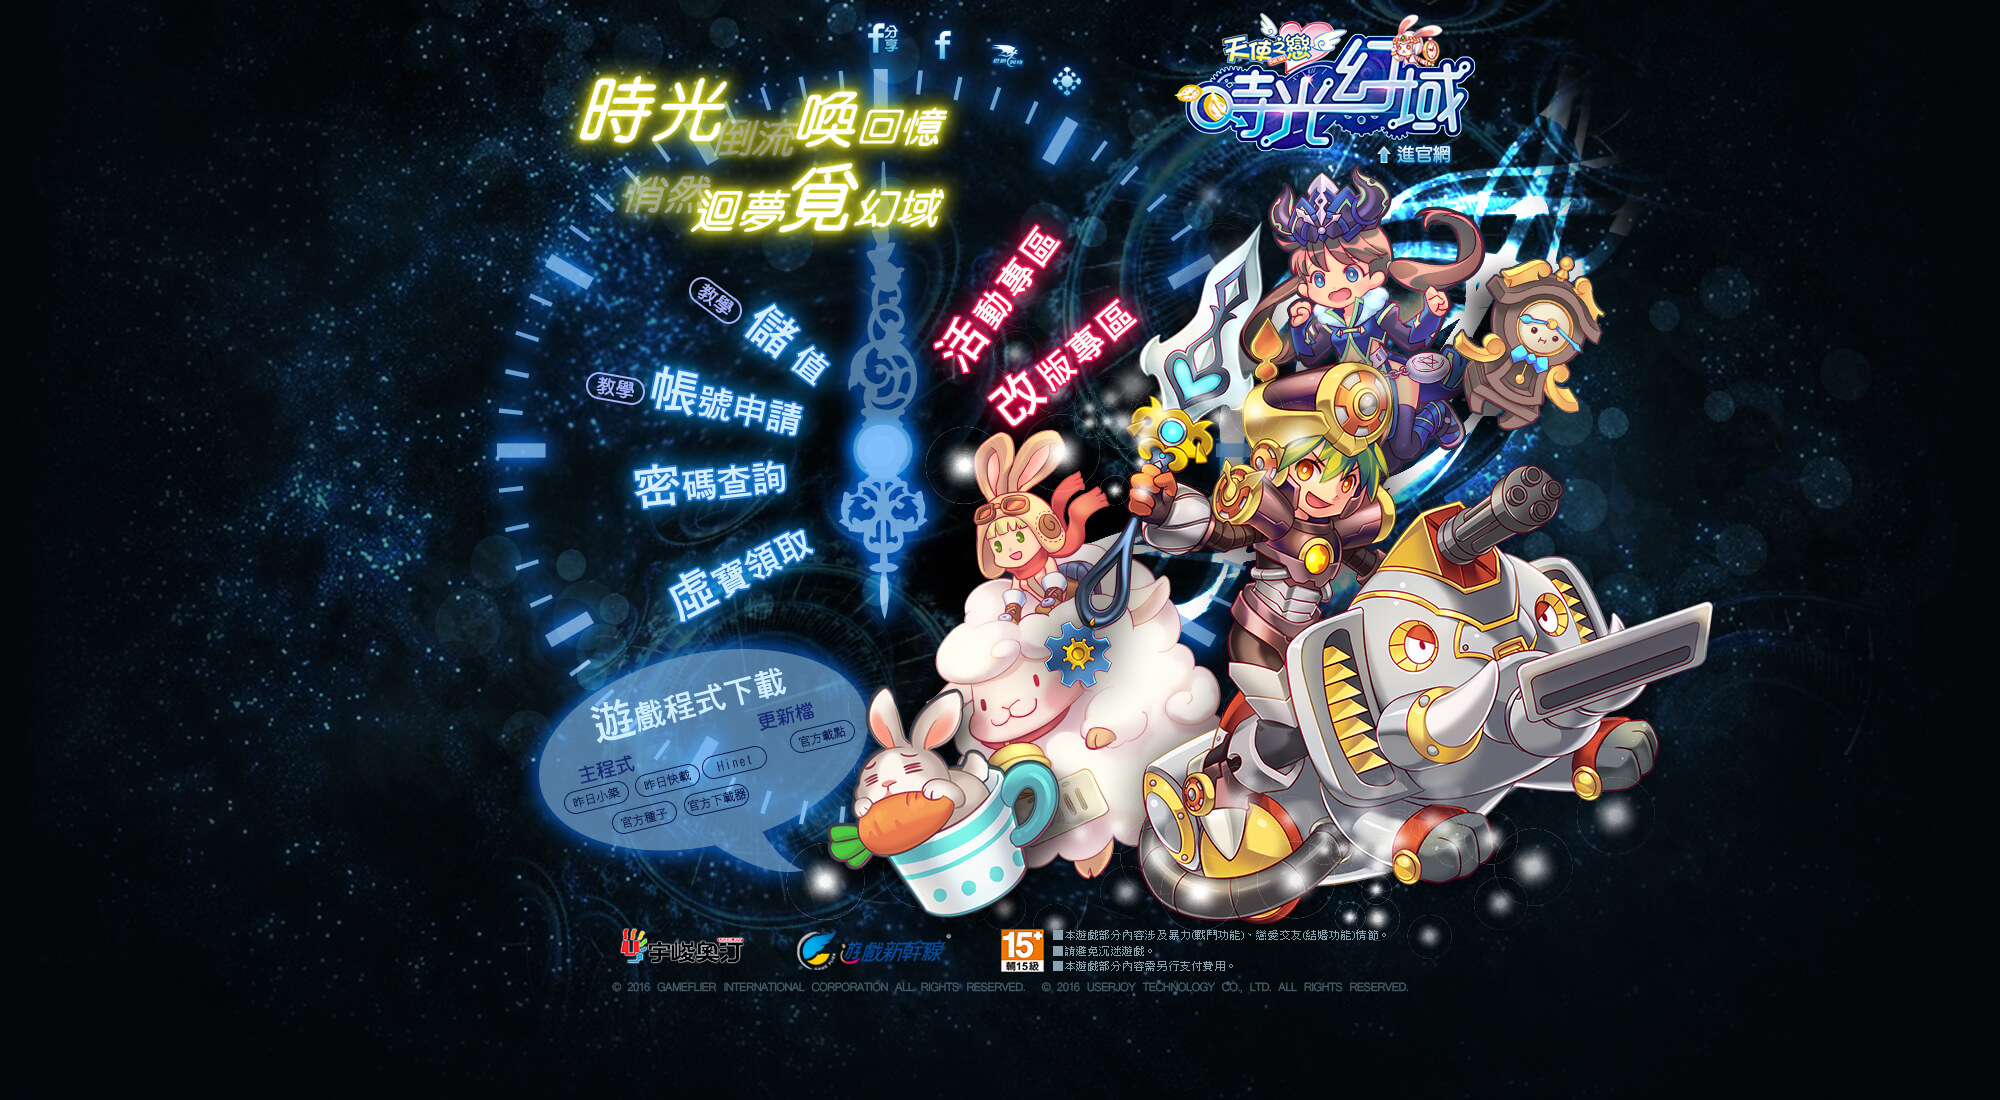 分享
天使之戀
時光幻域
進官網
時光倒流喚回憶
悄然迴夢覓幻域
活動專區
改版專區
教學 儲值
教學 帳號申請
密碼查詢
虛寶領取
遊戲程式下載
更新檔
官方載點
主程式
昨日小築 昨日快載 Hinet
官方種子 官方下載器
宇峻奧汀
遊戲新幹線
15+
輔15級
■本遊戲部分內容涉及暴力(戰鬥功能)、戀愛交友(結婚功能)情節。
■請避免沉迷遊戲。
■本遊戲部分內容需另行支付費用。
© 2016 GAMEFLIER INTERNATIONAL CORPORATION ALL RIGHTS RESERVED. © 2016 USERJOY TECHNOLOGY CO., LTD. ALL RIGHTS RESERVED.